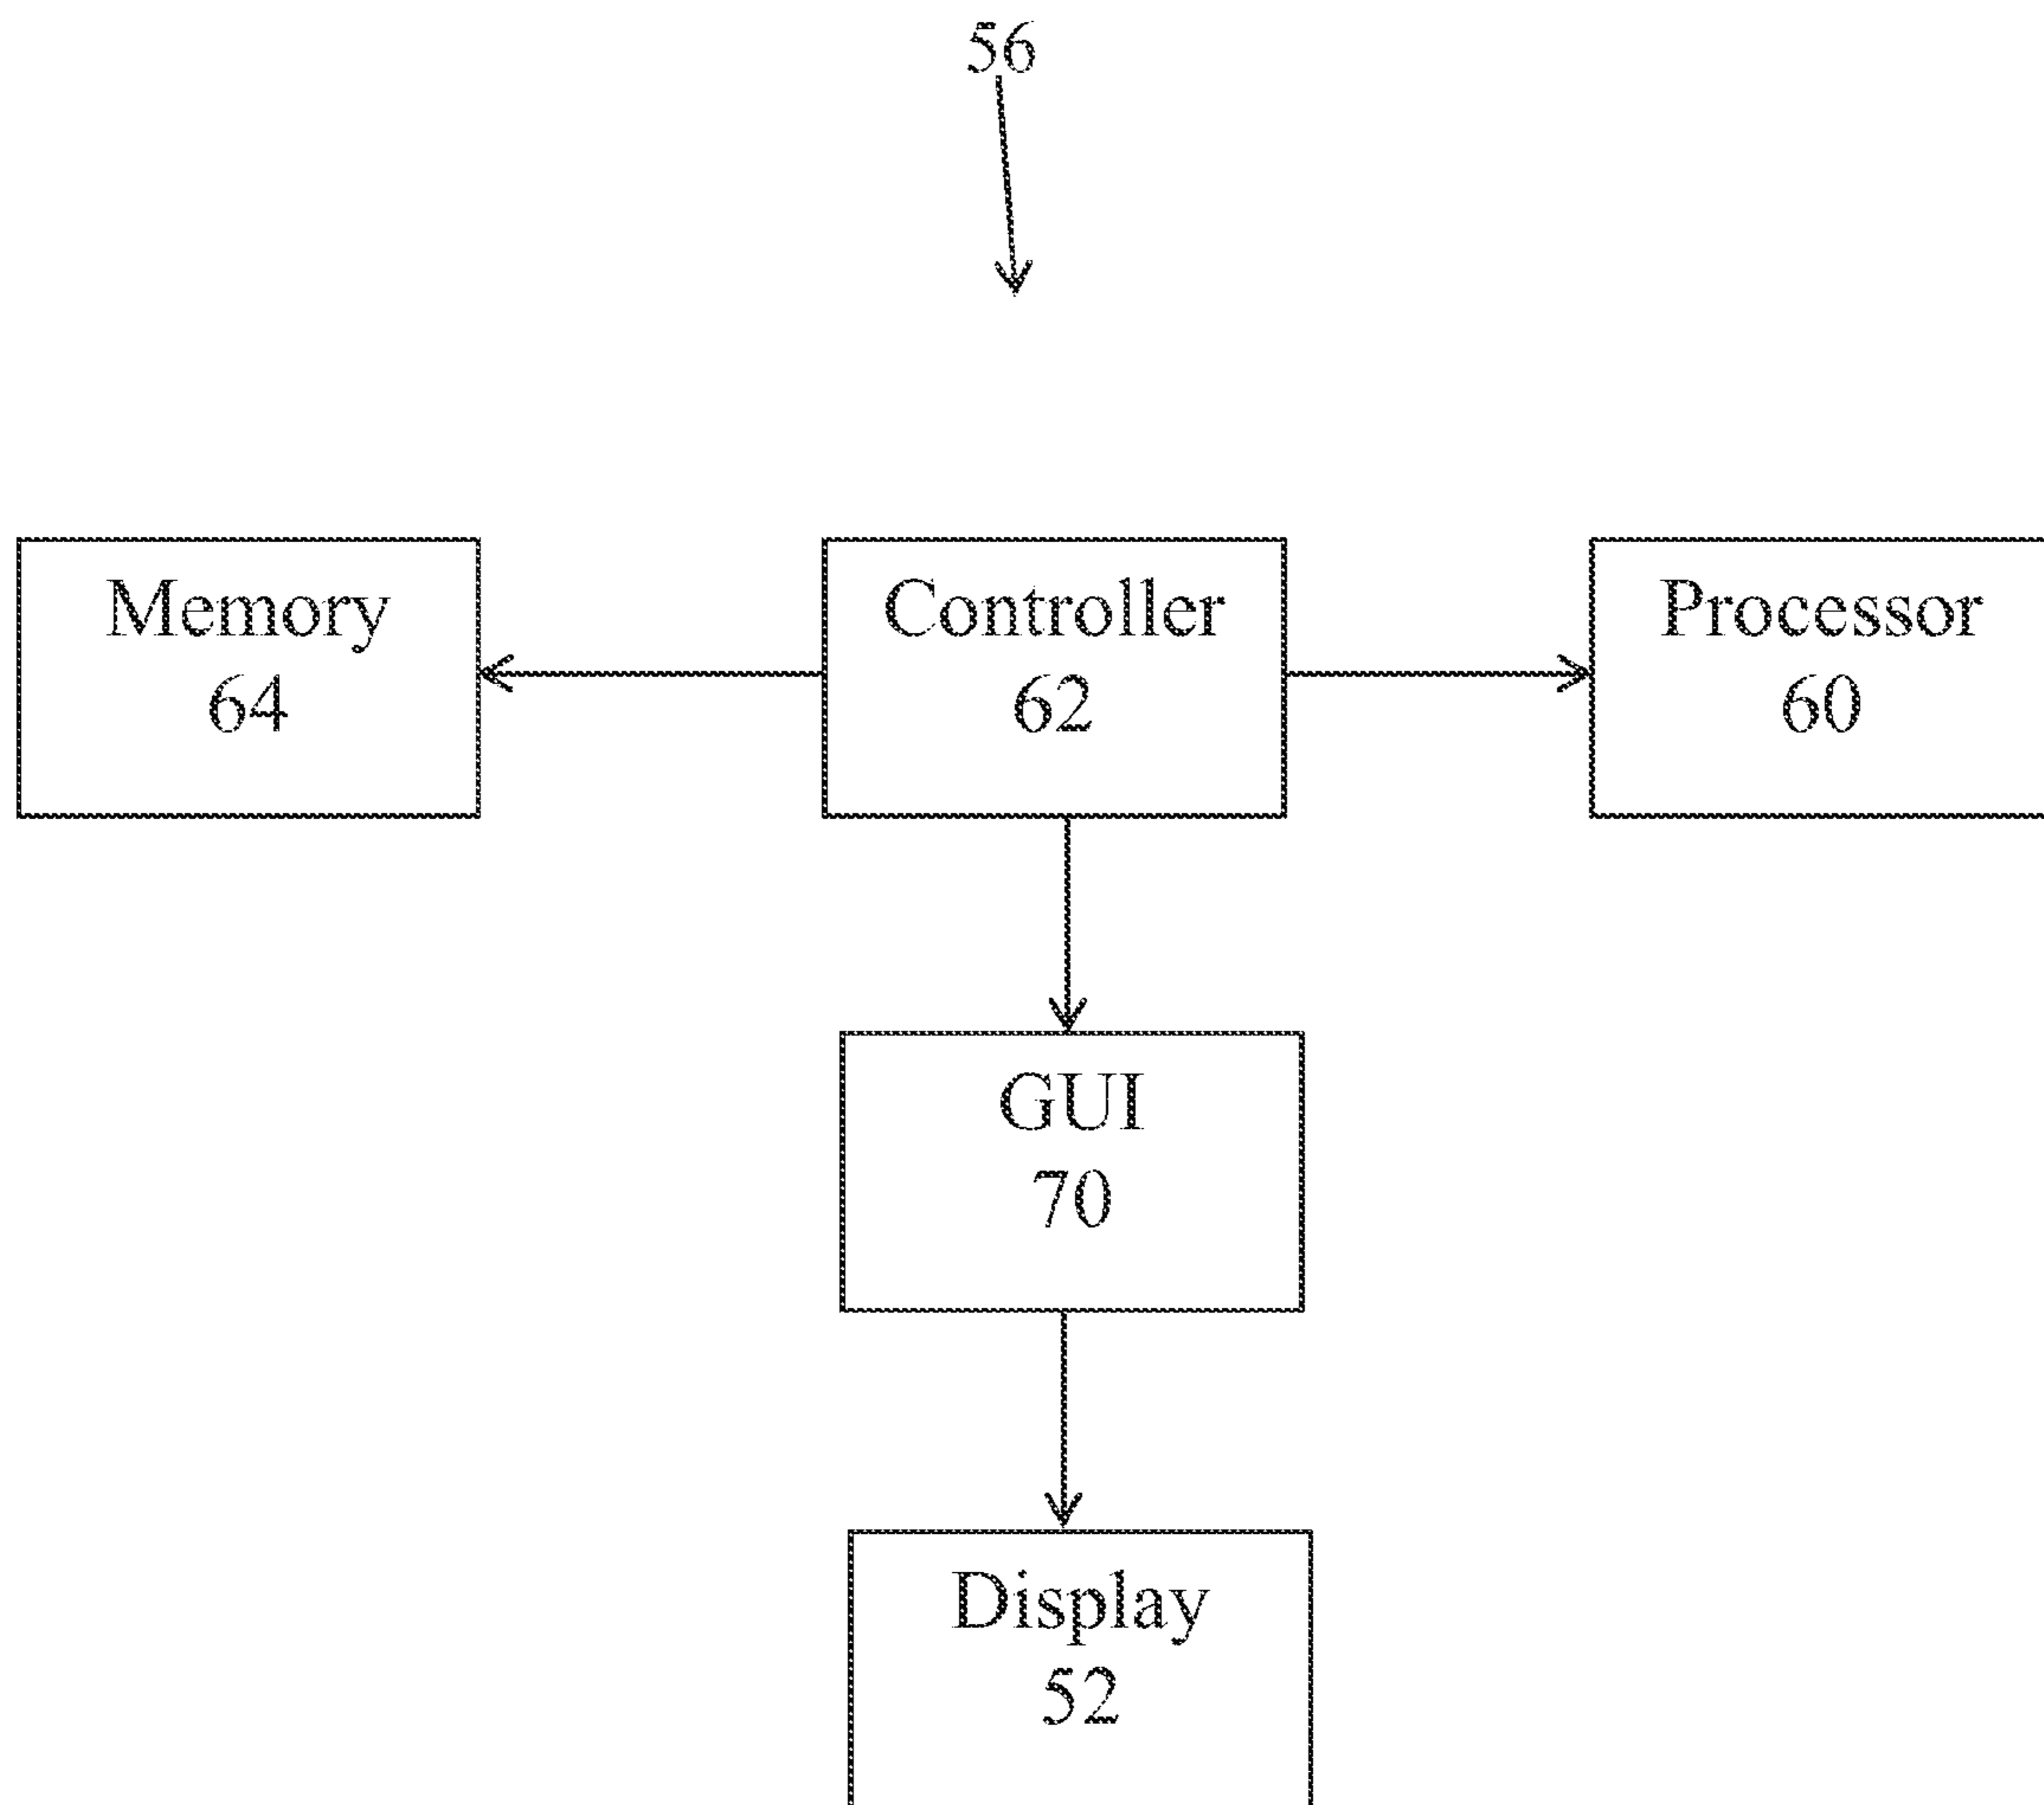 56
Memory
64
Controller
62
Processor
60
GUI
70
Display
52